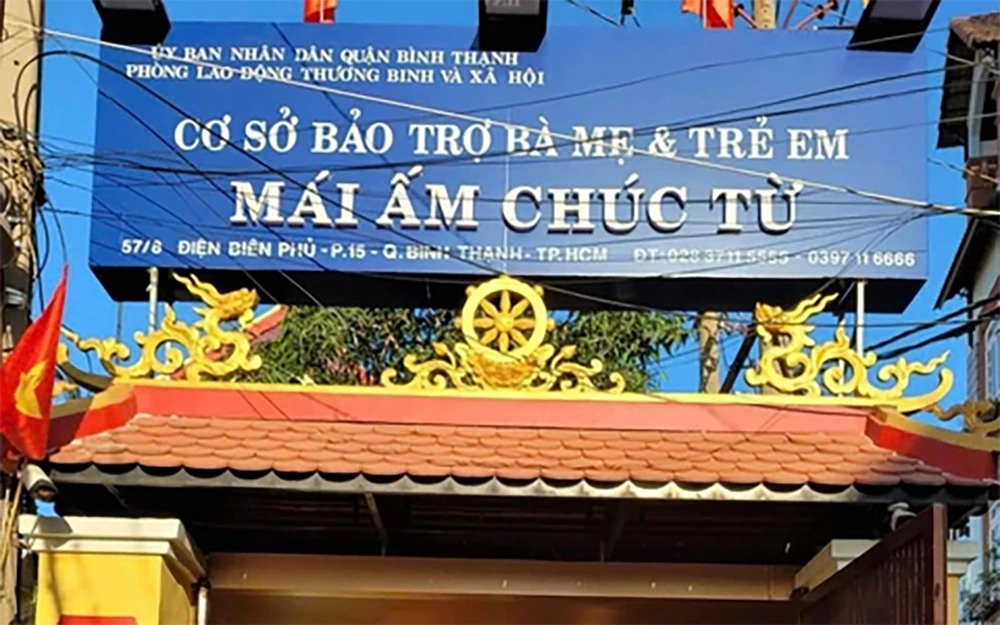 ỦY BAN NHÂN DÂN QUẬN BÌNH THẠNH
PHÒNG LAO ĐỘNG THƯƠNG BINH VÀ XÃ HỘI
CƠ SỞ BẢO TRỢ BÀ MẸ & TRẺ EM
MÁI ẤM CHÚC TỪ
57/6 ĐIỆN BIÊN PHỦ - P.15 - Q. BÌNH THẠNH - TP. HCM ĐT: 028 3711 5555 - 0397 11 6666